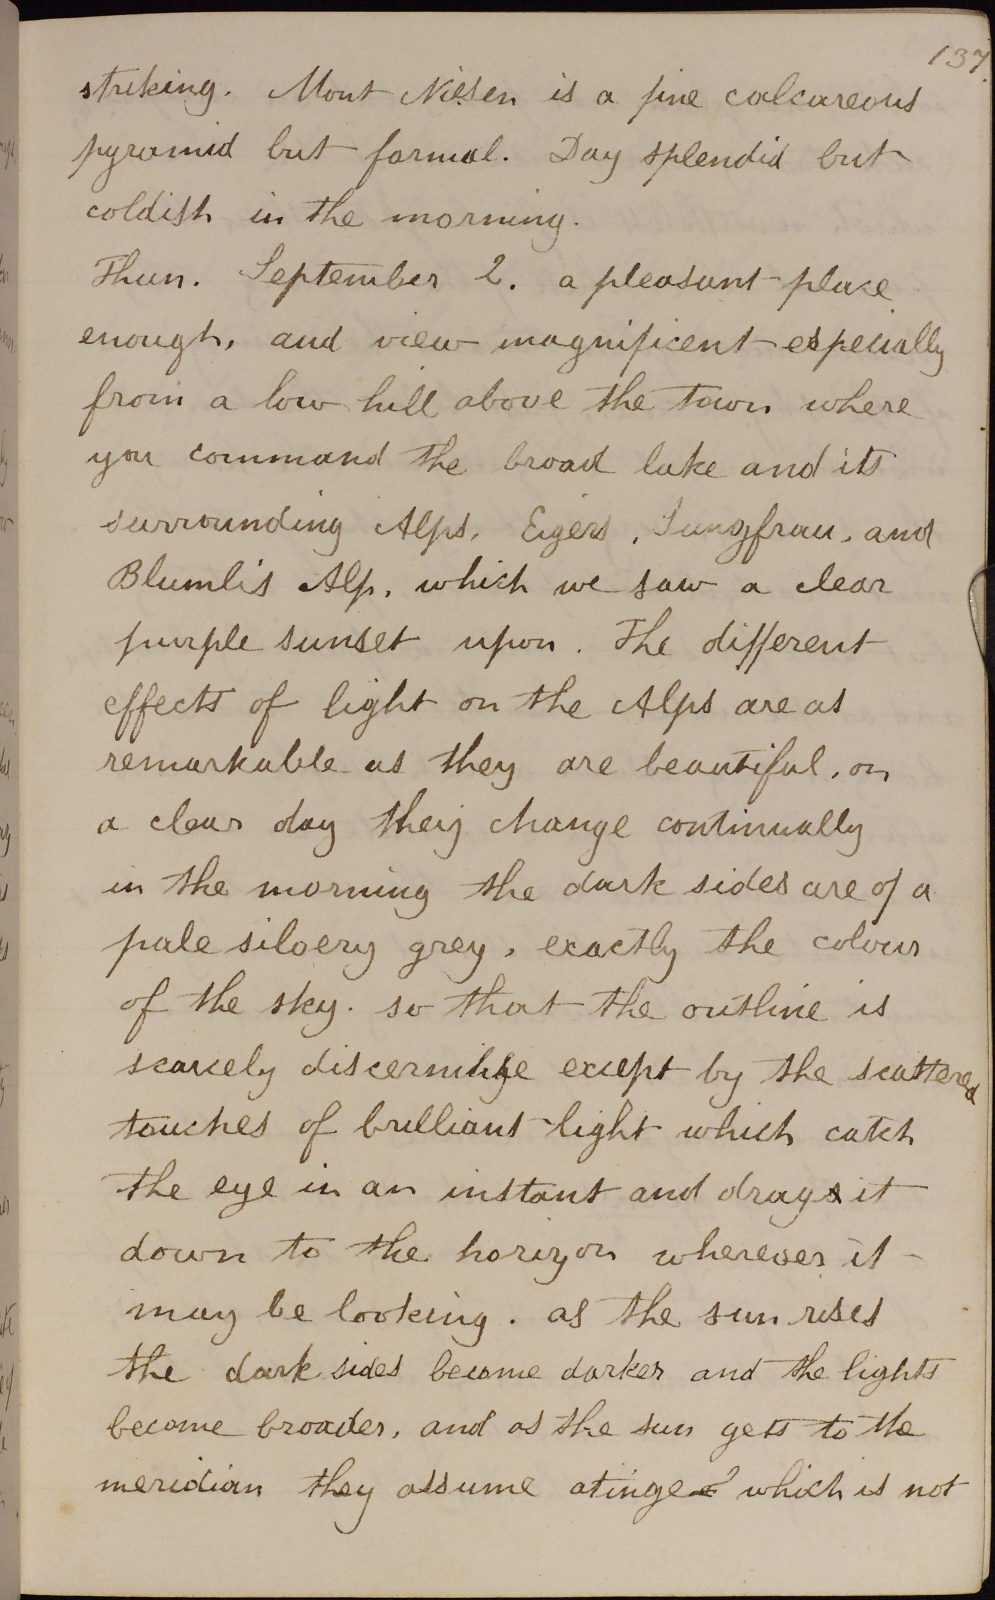 137.
striking. Mont Niesen is a fine calcareous
pyramid but formal. Day splendid but
coldish in the morning.
Thun. September 2. a pleasant place
enough, and view magnificent especially
from a low hill above the town where
you command the broad lake and its
surrounding Alps, Eigers, Jungfrau, and
Blumlis Alp, which we saw a clear
purple sunset upon. The different
effects of light on the Alps are as
remarkable as they are beautiful, on
a clear day they change continually
in the morning the dark sides are of a
pale silvery grey, exactly the colour
of the sky. so that the outline is
scarcely discernible except by the scattered
touches of brilliant light which catch
the eye in an instant and drags it
down to the horizon wherever it
may be looking. as the sun rises
the dark sides become darker and the lights
become broader, and as the sun gets to the
meridian they assume a tinge which is not